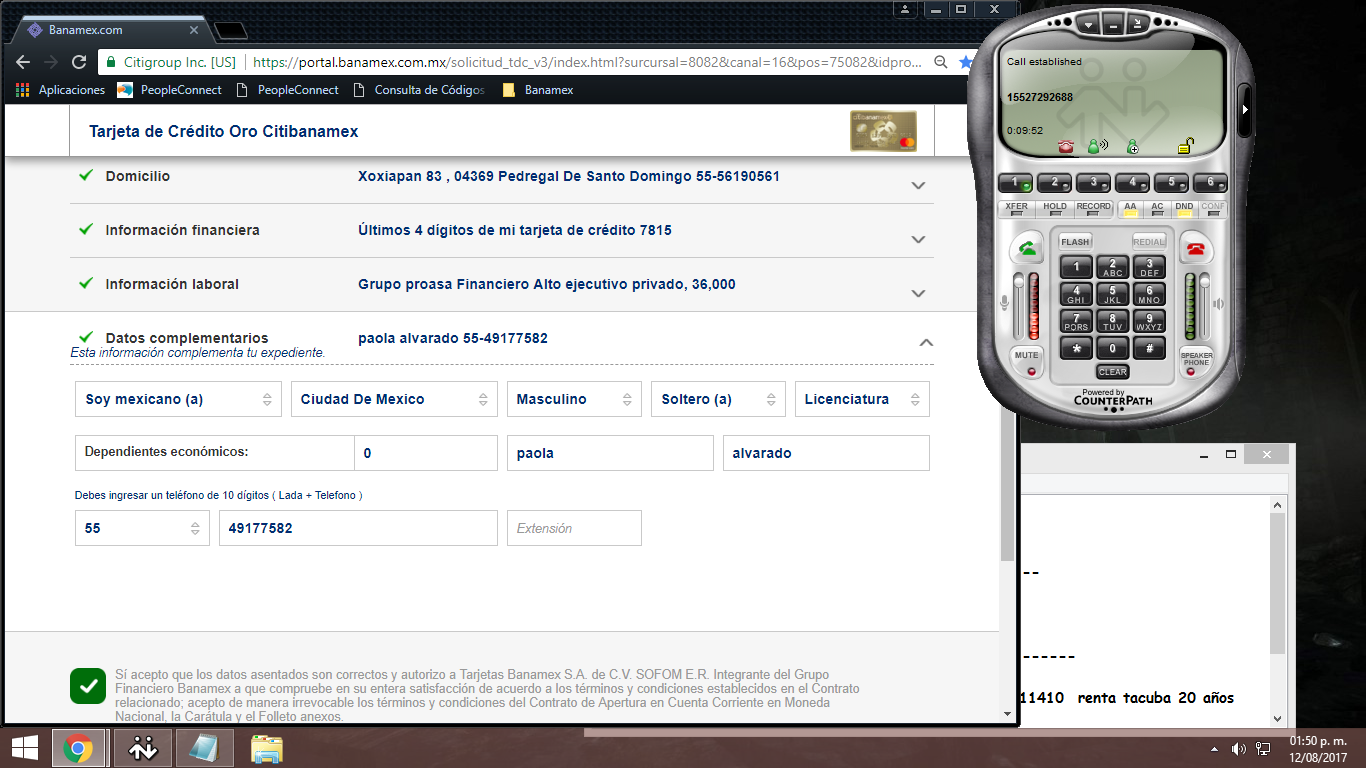 Banamex.com
Citigroup Inc. [US] https://portal.banamex.com.mx/solicitud_tdc_v3/index.html?surcursal=8082&canal=16&pos=75082&idpro...
Aplicaciones PeopleConnect PeopleConnect Consulta de Códigos Banamex
Tarjeta de Crédito Oro Citibanamex
Domicilio Xoxiapan 83 , 04369 Pedregal De Santo Domingo 55-56190561
Información financiera Últimos 4 dígitos de mi tarjeta de crédito 7815
Información laboral Grupo proasa Financiero Alto ejecutivo privado, 36,000
Datos complementarios paola alvarado 55-49177582
Esta información complementa tu expediente.
Soy mexicano (a) Ciudad De Mexico Masculino Soltero (a) Licenciatura
Dependientes económicos: 0 paola alvarado
Debes ingresar un teléfono de 10 dígitos ( Lada + Telefono )
55 49177582 Extensión
Sí acepto que los datos asentados son correctos y autorizo a Tarjetas Banamex S.A. de C.V. SOFOM E.R. Integrante del Grupo
Financiero Banamex a que compruebe en su entera satisfacción de acuerdo a los términos y condiciones establecidos en el Contrato
relacionado; acepto de manera irrevocable los términos y condiciones del Contrato de Apertura en Cuenta Corriente en Moneda
Nacional, la Carátula y el Folleto anexos.
Call established
15527292688
0:09:52
1 2 3 4 5 6
XFER HOLD RECORD AA AC DND CONF
FLASH REDIAL
1 2 ABC 3 DEF
4 GHI 5 JKL 6 MNO
7 PQRS 8 TUV 9 WXYZ
* 0 #
MUTE CLEAR SPEAKER PHONE
Powered by
COUNTERPATH
--
------
11410 renta tacuba 20 años
01:50 p. m.
12/08/2017